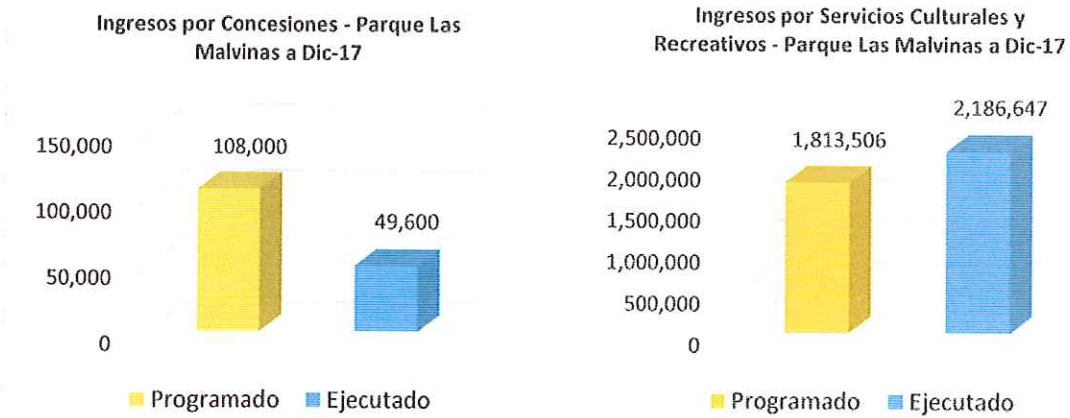 Ingresos por Concesiones - Parque Las
Malvinas a Dic-17
150,000
100,000
50,000
0
108,000
49,600
Programado
Ejecutado
Ingresos por Servicios Culturales y
Recreativos - Parque Las Malvinas a Dic-17
2,500,000
2,000,000
1,500,000
1,000,000
500,000
0
1,813,506
2,186,647
Programado
Ejecutado